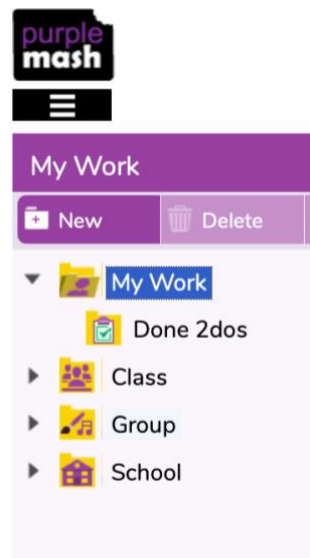 purple
mash
My Work
New Delete
My Work
Done 2dos
Class
Group
School